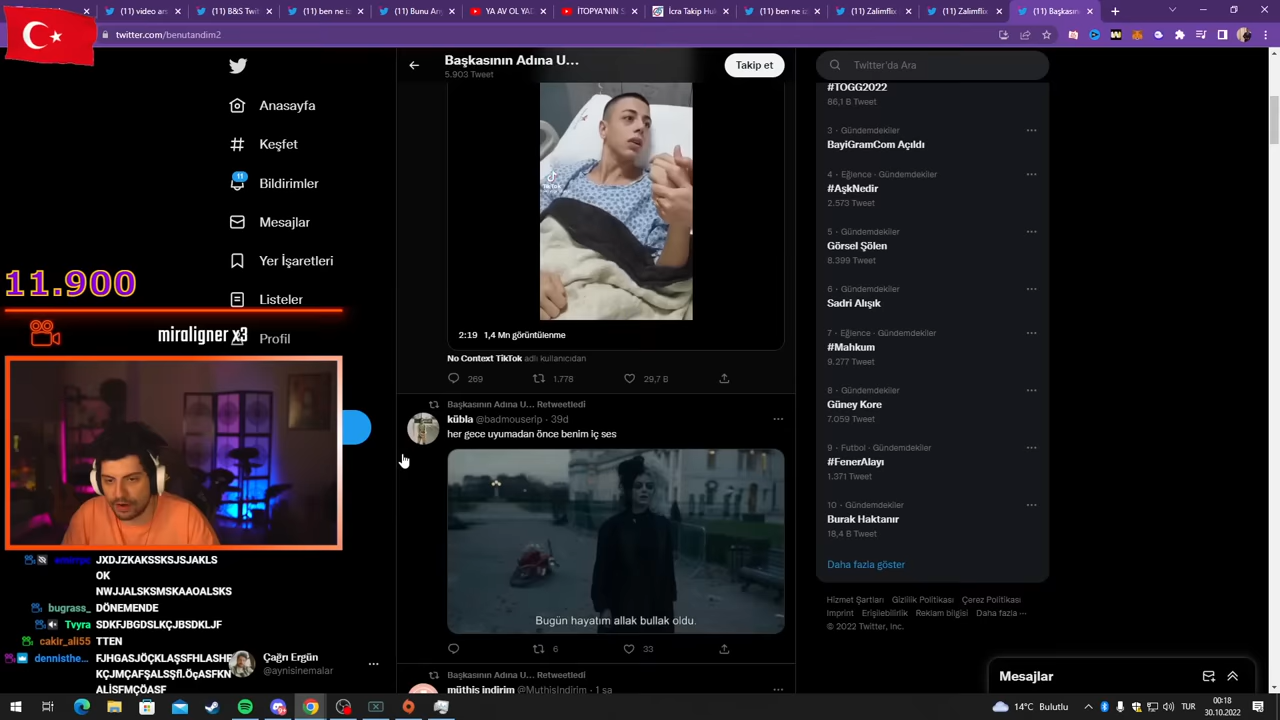 twitter.com/benutandim2
Başkasının Adına U...
5.903 Tweet
Takip et
Twitter'da Ara
Anasayfa
Keşfet
11
Bildirimler
Mesajlar
Yer İşaretleri
Listeler
Profil
11.900
miraligner x3
TikTok
2:19 1,4 Mn görüntülenme
No Context TikTok adlı kullanıcıdan
269 1.778 29,7 B
Başkasının Adına U... Retweetledi
kübla @badmouserip · 39d
her gece uyumadan önce benim iç ses
Bugün hayatım allak bullak oldu.
6 33
Başkasının Adına U... Retweetledi
müthiş indirim @MuthisIndirim · 1 sa
#TOGG2022
86,1 B Tweet
3 · Gündemdekiler
BayiGramCom Açıldı
4 · Eğlence · Gündemdekiler
#AşkNedir
2.573 Tweet
5 · Gündemdekiler
Görsel Şölen
8.399 Tweet
6 · Gündemdekiler
Sadri Alışık
7 · Eğlence · Gündemdekiler
#Mahkum
9.277 Tweet
8 · Gündemdekiler
Güney Kore
7.059 Tweet
9 · Futbol · Gündemdekiler
#FenerAlayı
1.371 Tweet
10 · Gündemdekiler
Burak Haktanır
18,4 B Tweet
Daha fazla göster
Hizmet Şartları Gizlilik Politikası Çerez Politikası
Imprint Erişilebilirlik Reklam bilgisi Daha fazla ···
© 2022 Twitter, Inc.
Mesajlar
JXDJZKAKSSKSJSJAKLS
OK
NWJJALSKSMSKAAOALSKS
bugrass_ DÖNEMENDE
Tvyra SDKFJBGDSLKÇJBSDKLJF
cakir_ali55 TTEN
dennisthe... FJHGASJÖÇKLAŞSFHLASHF
KÇJMÇAFŞALSŞfl.ÖçASFKN
ALİSFMÇÖASF
Çağrı Ergün
@aynisinemalar
14°C Bulutlu
TUR
00:18
30.10.2022